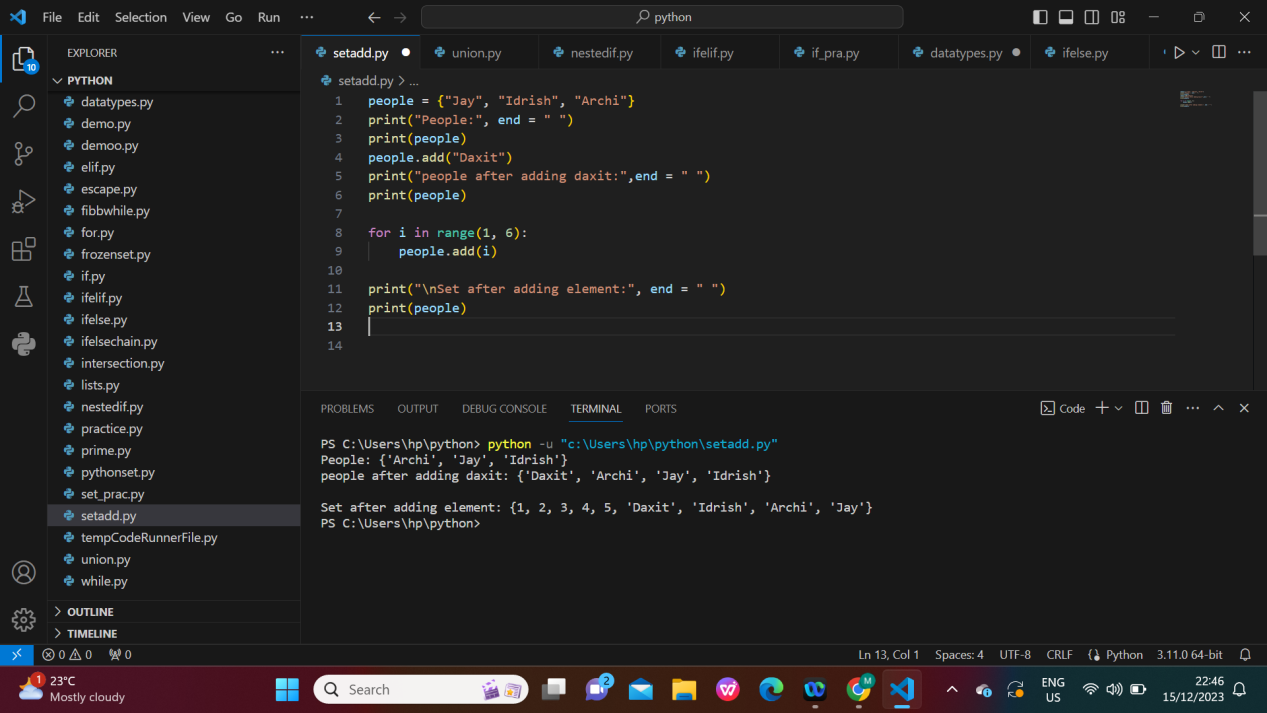 File Edit Selection View Go Run ··· python
EXPLORER
PYTHON
datatypes.py
demo.py
demoo.py
elif.py
escape.py
fibbwhile.py
for.py
frozenset.py
if.py
ifelif.py
ifelse.py
ifelsechain.py
intersection.py
lists.py
nestedif.py
practice.py
prime.py
pythonset.py
set_prac.py
setadd.py
tempCodeRunnerFile.py
union.py
while.py
OUTLINE
TIMELINE
10
setadd.py union.py nestedif.py ifelif.py if_pra.py datatypes.py ifelse.py
setadd.py > ...
1 people = {"Jay", "Idrish", "Archi"}
2 print("People:", end = " ")
3 print(people)
4 people.add("Daxit")
5 print("people after adding daxit:",end = " ")
6 print(people)
7
8 for i in range(1, 6):
9 people.add(i)
10
11 print("\nSet after adding element:", end = " ")
12 print(people)
13
14
PROBLEMS OUTPUT DEBUG CONSOLE TERMINAL PORTS Code
PS C:\Users\hp\python> python -u "c:\Users\hp\python\setadd.py"
People: {'Archi', 'Jay', 'Idrish'}
people after adding daxit: {'Daxit', 'Archi', 'Jay', 'Idrish'}
Set after adding element: {1, 2, 3, 4, 5, 'Daxit', 'Idrish', 'Archi', 'Jay'}
PS C:\Users\hp\python>
0 0 0 Ln 13, Col 1 Spaces: 4 UTF-8 CRLF Python 3.11.0 64-bit
1 23°C
Mostly cloudy
Search
2
M
ENG
US
22:46
15/12/2023